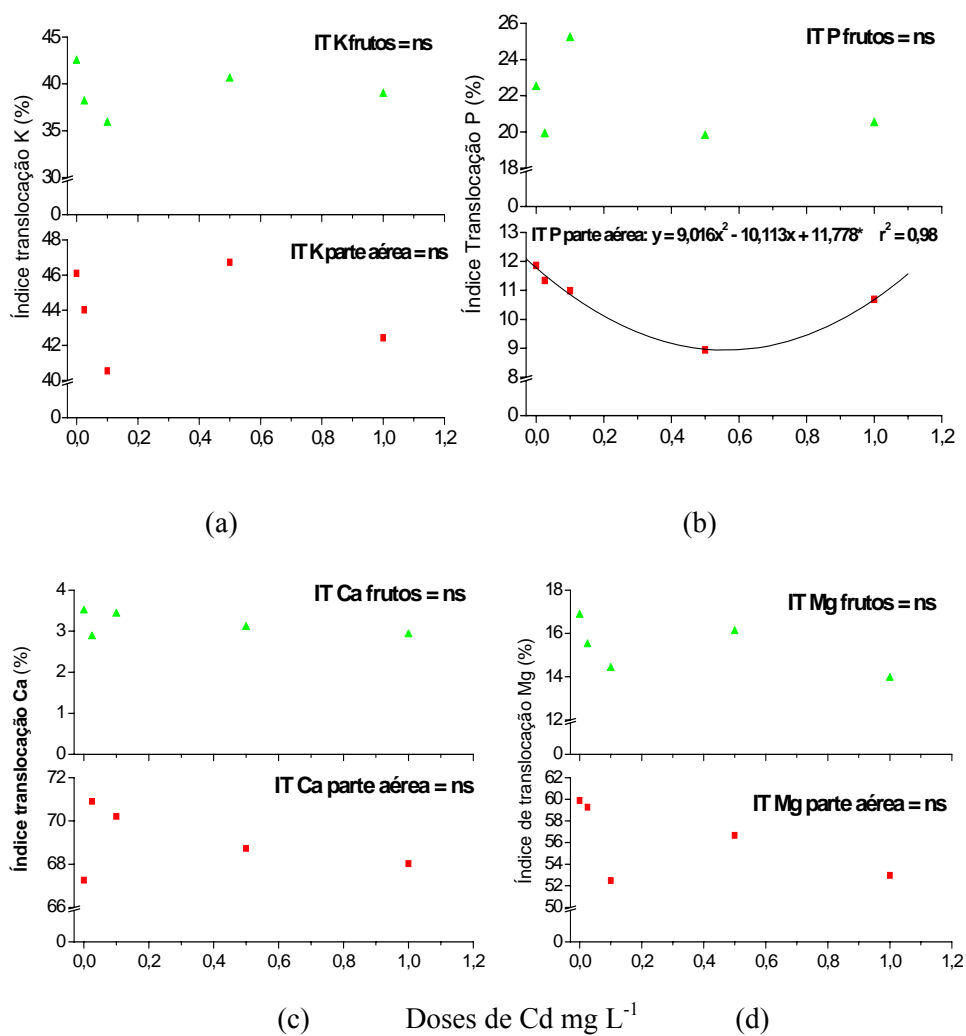 IT K frutos = ns
Índice translocação K (%)
45
40
35
30
0
IT K parte aérea = ns
46
44
42
40
0
0,0 0,2 0,4 0,6 0,8 1,0 1,2
(a)
IT P frutos = ns
Índice Translocação P (%)
26
24
22
20
18
0
IT P parte aérea: y = 9,016x² - 10,113x + 11,778* r² = 0,98
13
12
11
10
9
8
0
0,0 0,2 0,4 0,6 0,8 1,0 1,2
(b)
IT Ca frutos = ns
Índice translocação Ca (%)
4
3
2
1
0
IT Ca parte aérea = ns
72
70
68
66
0
0,0 0,2 0,4 0,6 0,8 1,0 1,2
(c)
IT Mg frutos = ns
Índice de translocação Mg (%)
18
16
14
12
0
IT Mg parte aérea = ns
62
60
58
56
54
52
50
0
0,0 0,2 0,4 0,6 0,8 1,0 1,2
Doses de Cd mg L⁻¹
(d)